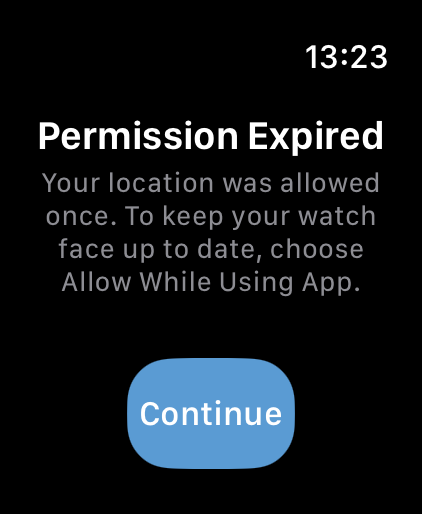 13:23
Permission Expired
Your location was allowed
once. To keep your watch
face up to date, choose
Allow While Using App.
Continue